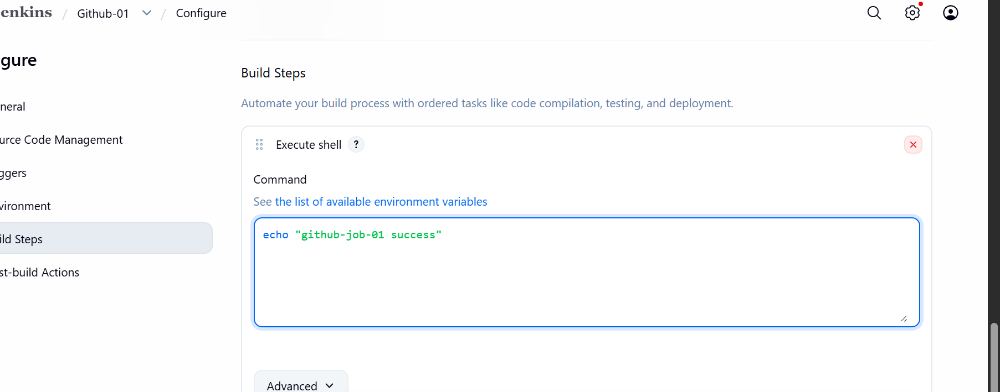 enkins / Github-01 / Configure
gure
neral
urce Code Management
ggers
vironment
ild Steps
st-build Actions
Build Steps
Automate your build process with ordered tasks like code compilation, testing, and deployment.
Execute shell ?
Command
See the list of available environment variables
echo "github-job-01 success"
Advanced